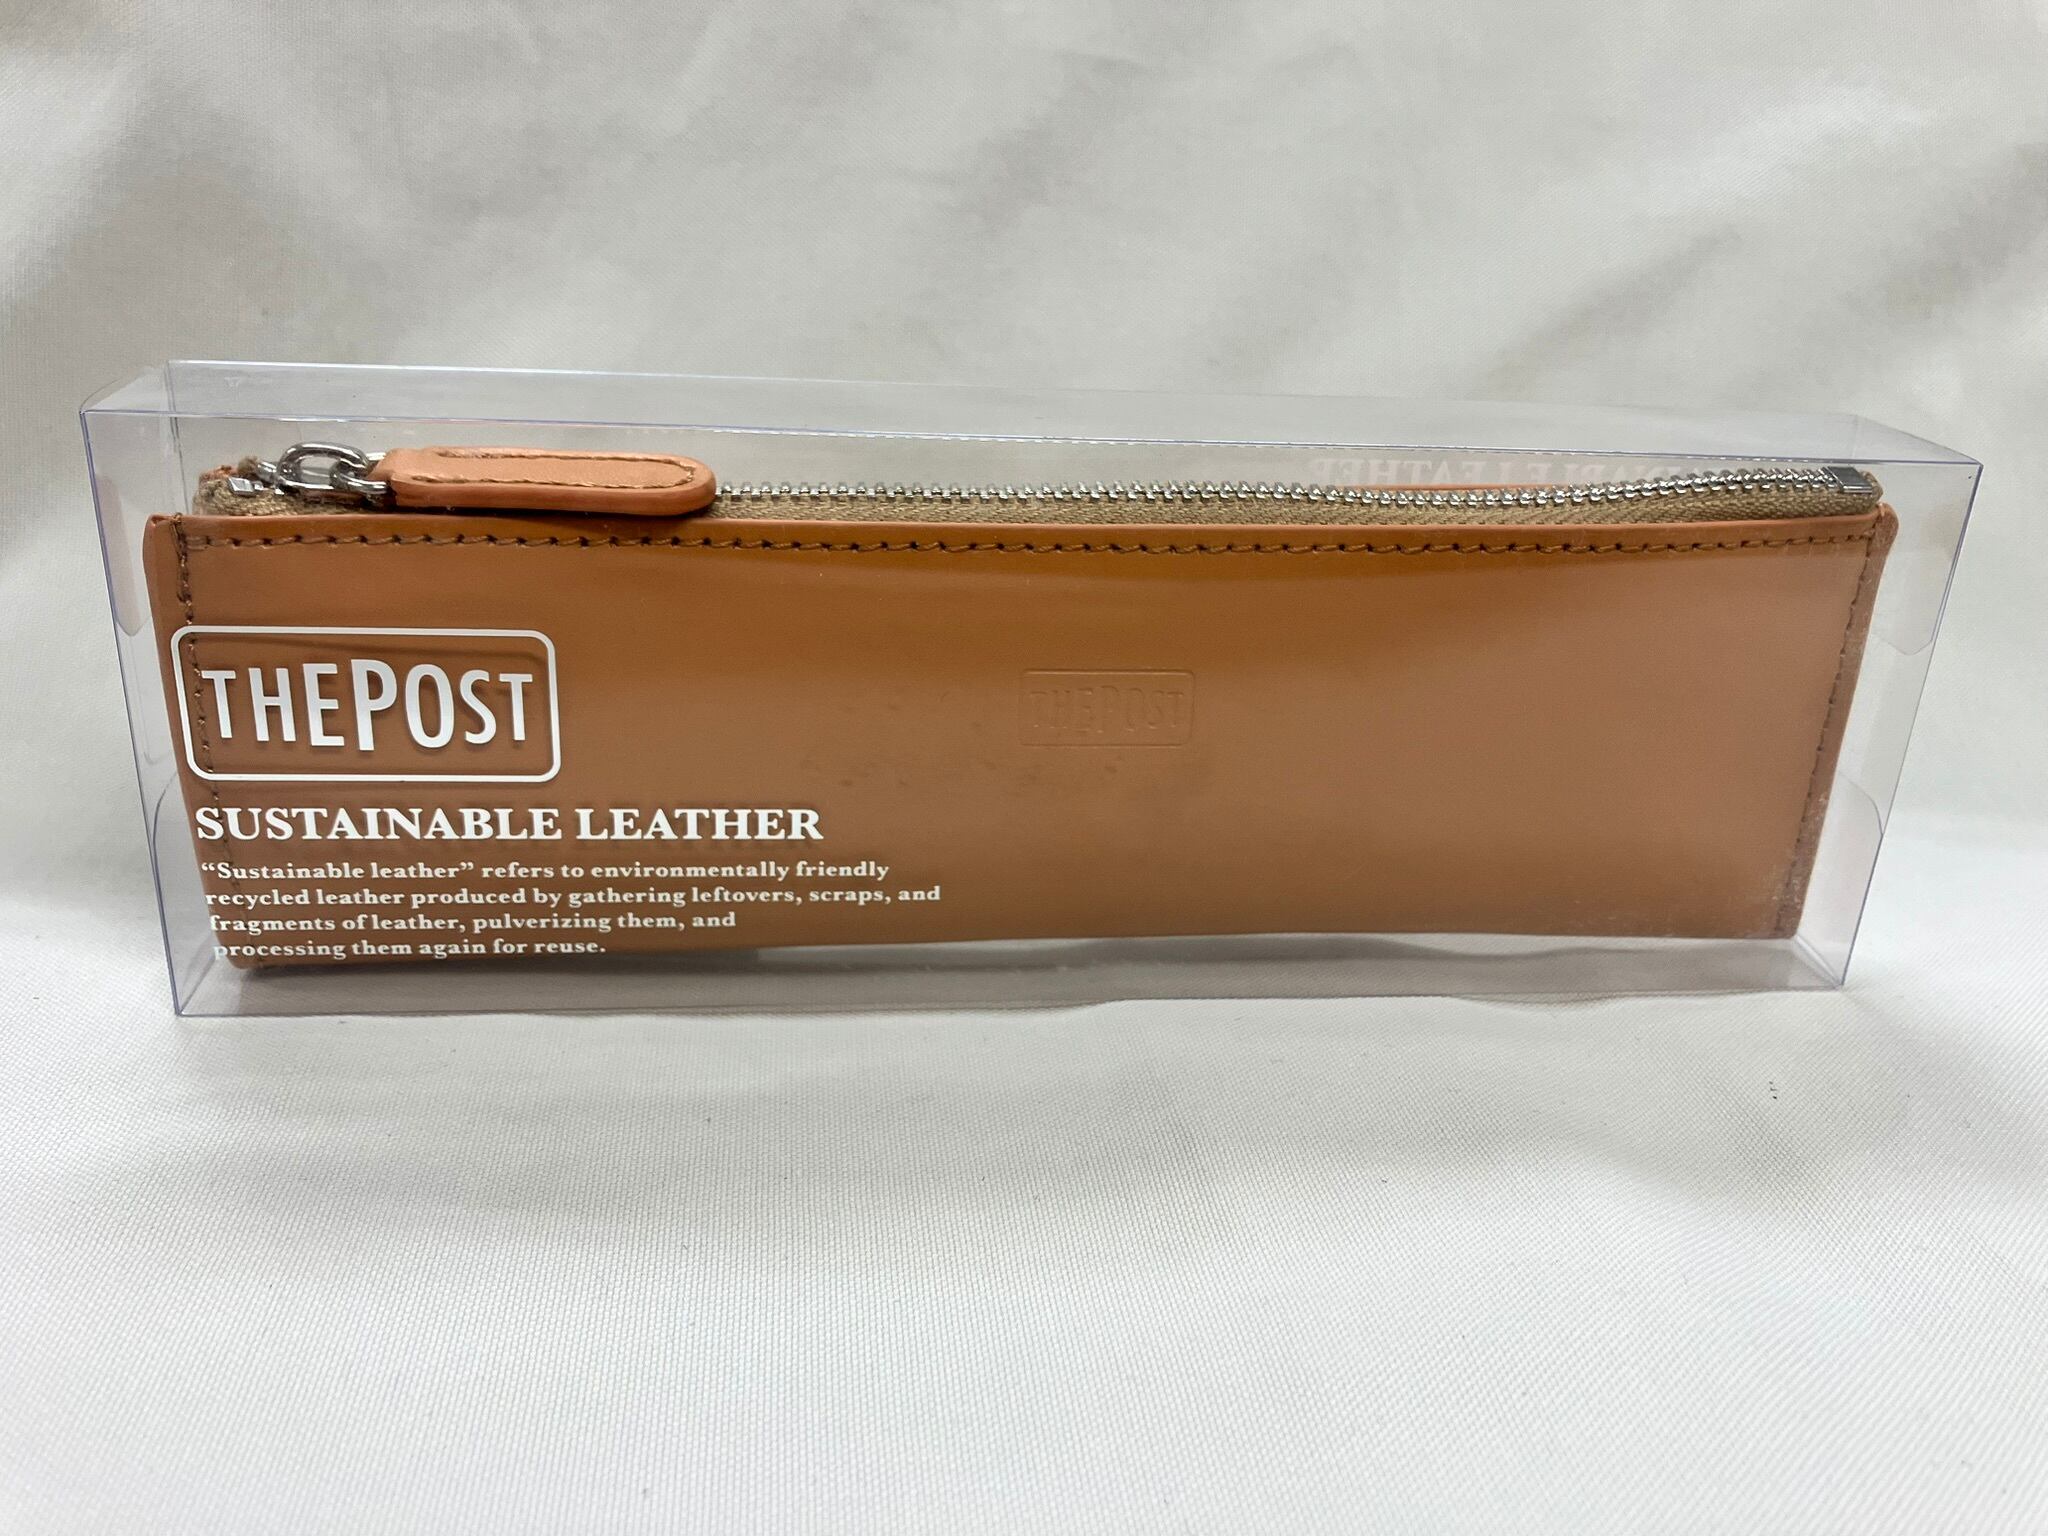 THEPOST
SUSTAINABLE LEATHER
“Sustainable leather” refers to environmentally friendly
recycled leather produced by gathering leftovers, scraps, and
fragments of leather, pulverizing them, and
processing them again for reuse.
THEPOST